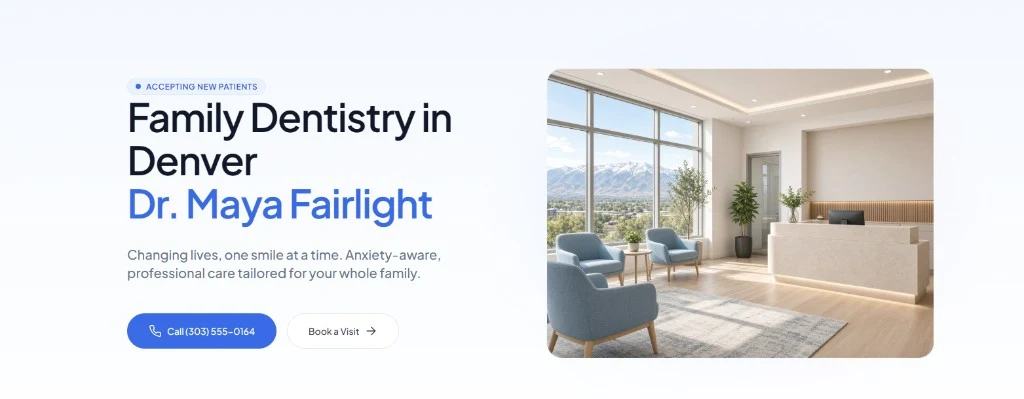 ACCEPTING NEW PATIENTS
Family Dentistry in
Denver
Dr. Maya Fairlight
Changing lives, one smile at a time. Anxiety-aware,
professional care tailored for your whole family.
Call (303) 555-0164
Book a Visit